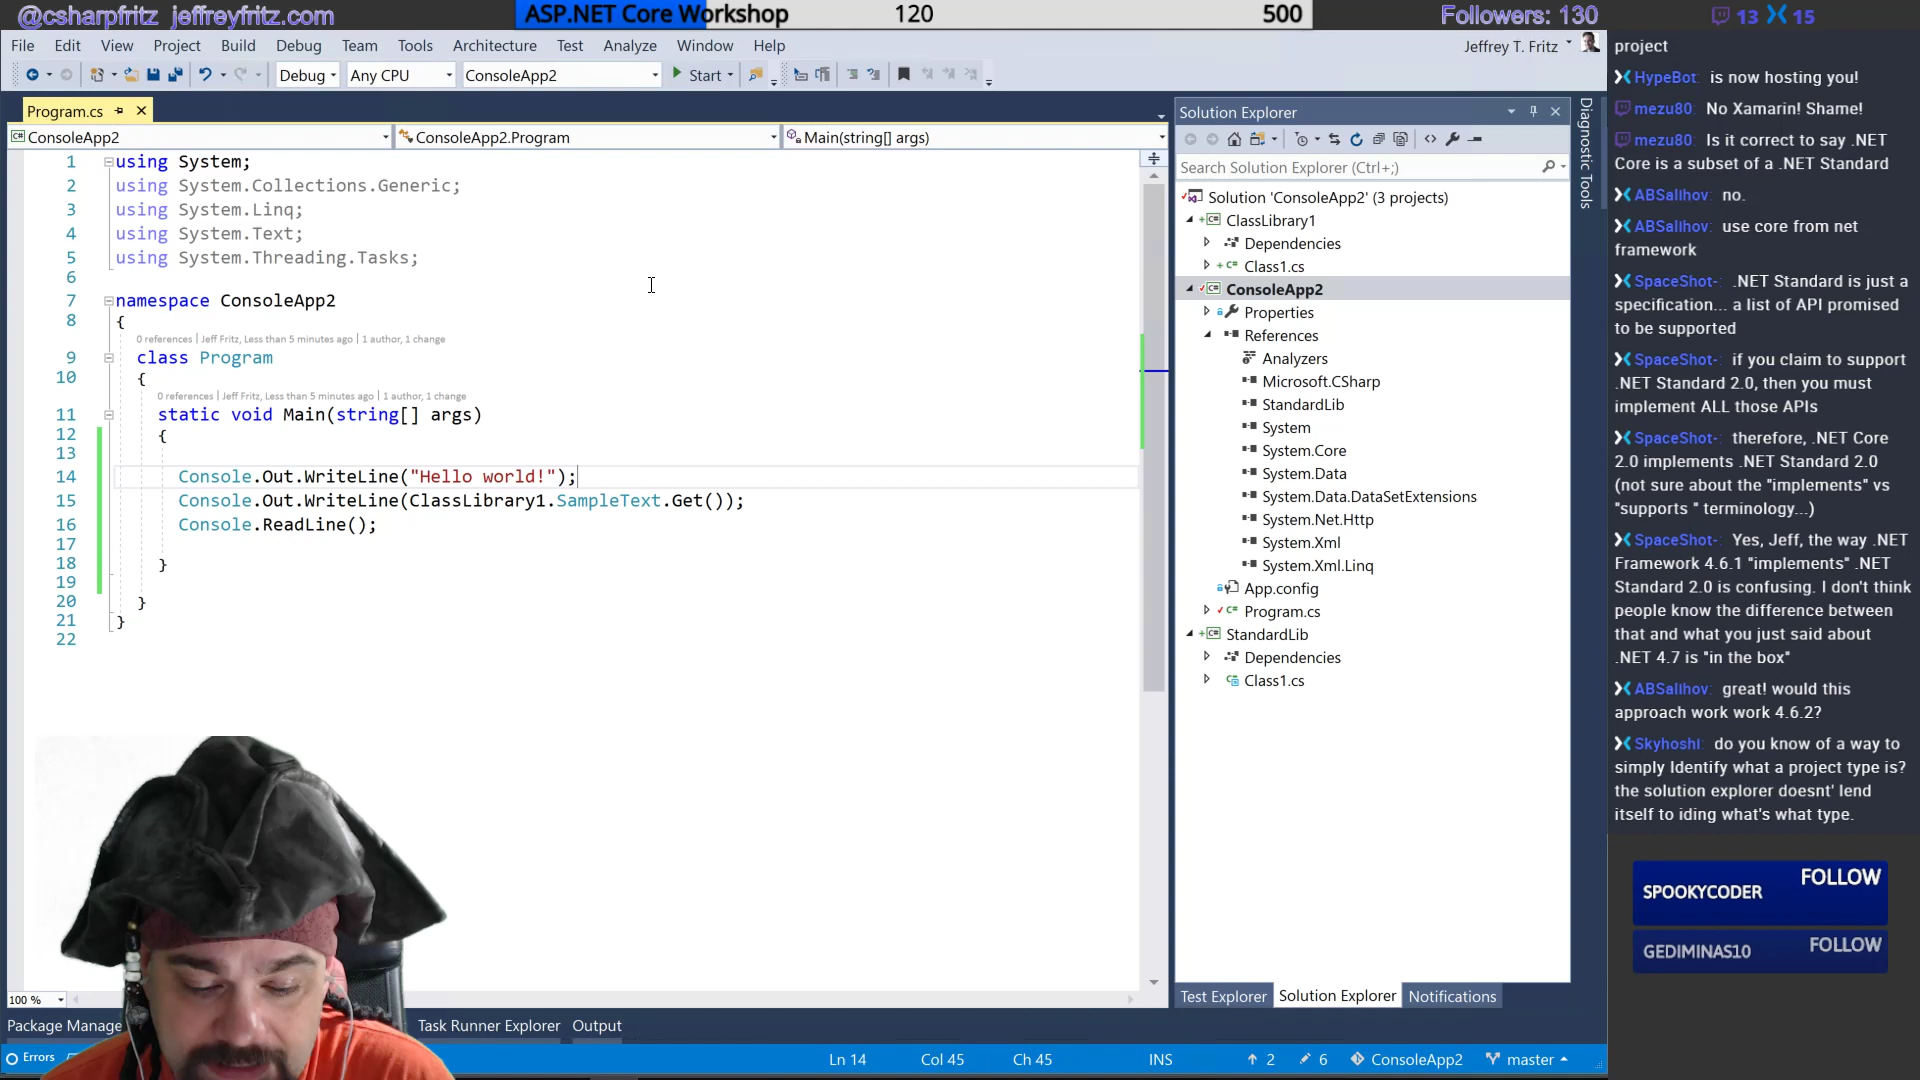 @csharpfritz jeffreyfritz.com
ASP.NET Core Workshop 120 500
Followers: 130
13 15
File Edit View Project Build Debug Team Tools Architecture Test Analyze Window Help
Jeffrey T. Fritz
Debug Any CPU ConsoleApp2 Start
Program.cs
ConsoleApp2 ConsoleApp2.Program Main(string[] args)
1 using System;
2 using System.Collections.Generic;
3 using System.Linq;
4 using System.Text;
5 using System.Threading.Tasks;
6
7 namespace ConsoleApp2
8 {
0 references | Jeff Fritz, Less than 5 minutes ago | 1 author, 1 change
9 class Program
10 {
0 references | Jeff Fritz, Less than 5 minutes ago | 1 author, 1 change
11 static void Main(string[] args)
12 {
13
14 Console.Out.WriteLine("Hello world!");
15 Console.Out.WriteLine(ClassLibrary1.SampleText.Get());
16 Console.ReadLine();
17
18 }
19
20 }
21 }
22
100 %
Package Manage
Task Runner Explorer Output
Errors
Ln 14 Col 45 Ch 45 INS 2 6 ConsoleApp2 master
Solution Explorer
Search Solution Explorer (Ctrl+;)
Solution 'ConsoleApp2' (3 projects)
ClassLibrary1
Dependencies
Class1.cs
ConsoleApp2
Properties
References
Analyzers
Microsoft.CSharp
StandardLib
System
System.Core
System.Data
System.Data.DataSetExtensions
System.Net.Http
System.Xml
System.Xml.Linq
App.config
Program.cs
StandardLib
Dependencies
Class1.cs
Test Explorer Solution Explorer Notifications
Diagnostic Tools
project
HypeBot: is now hosting you!
mezu80: No Xamarin! Shame!
mezu80: Is it correct to say .NET
Core is a subset of a .NET Standard
ABSalihov: no.
ABSalihov: use core from net
framework
SpaceShot-: .NET Standard is just a
specification... a list of API promised
to be supported
SpaceShot-: if you claim to support
.NET Standard 2.0, then you must
implement ALL those APIs
SpaceShot-: therefore, .NET Core
2.0 implements .NET Standard 2.0
(not sure about the "implements" vs
"supports " terminology...)
SpaceShot-: Yes, Jeff, the way .NET
Framework 4.6.1 "implements" .NET
Standard 2.0 is confusing. I don't think
people know the difference between
that and what you just said about
.NET 4.7 is "in the box"
ABSalihov: great! would this
approach work work 4.6.2?
Skyhoshi: do you know of a way to
simply Identify what a project type is?
the solution explorer doesnt' lend
itself to iding what's what type.
SPOOKYCODER FOLLOW
GEDIMINAS10 FOLLOW